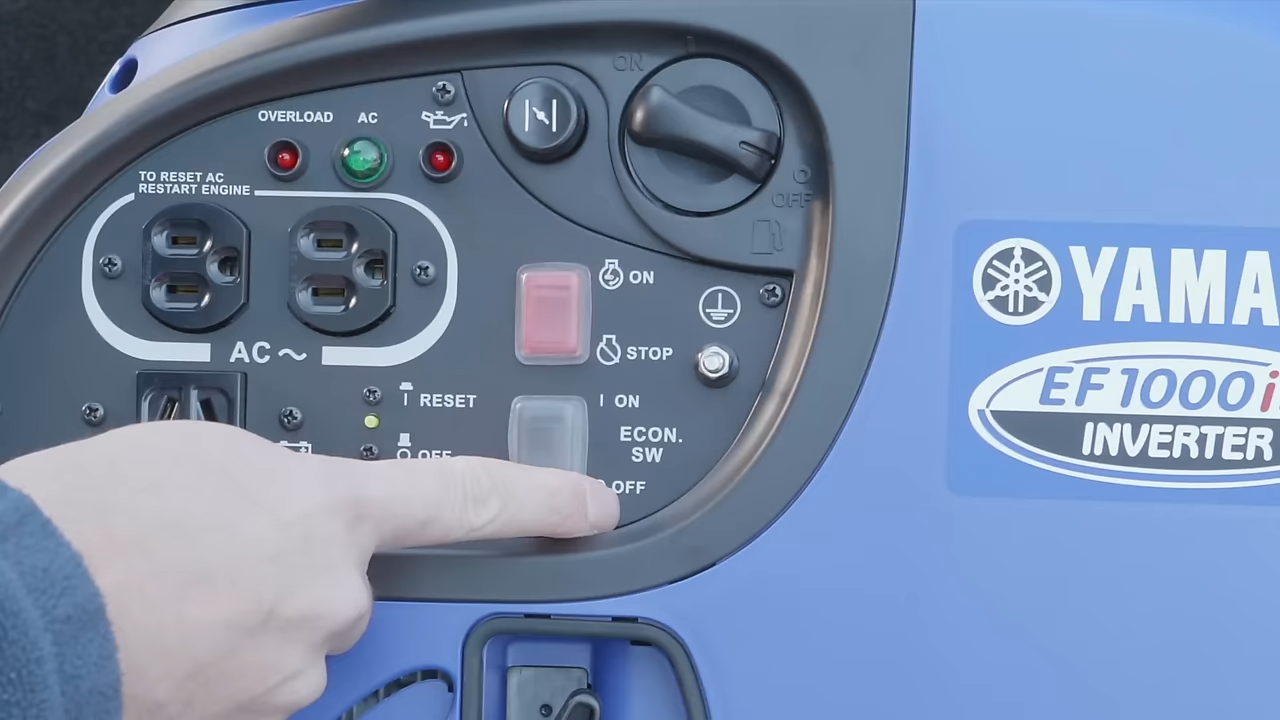 ON
OVERLOAD
AC
TO RESET AC
RESTART ENGINE
O
OFF
ON
STOP
AC
RESET
OFF
I ON
ECON.
SW
OFF
YAMA
EF1000i
INVERTER